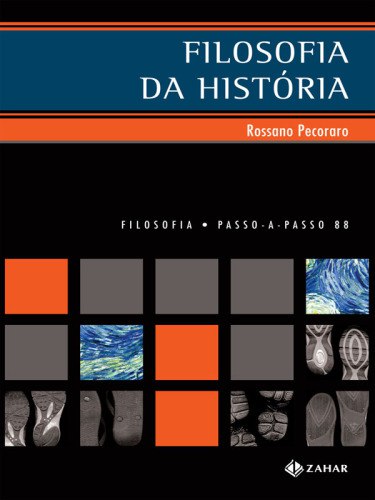 FILOSOFIA
DA HISTÓRIA
Rossano Pecoraro
FILOSOFIA • PASSO-A-PASSO 88
ZAHAR